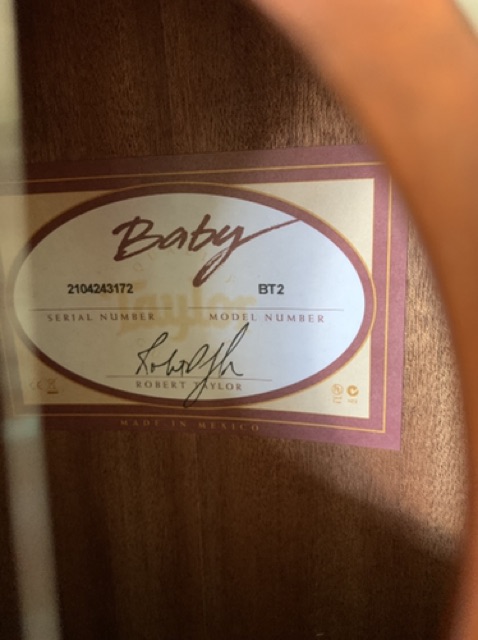 Baby
Taylor
2104243172 BT2
SERIAL NUMBER MODEL NUMBER
ROBERT TAYLOR
MADE IN MEXICO